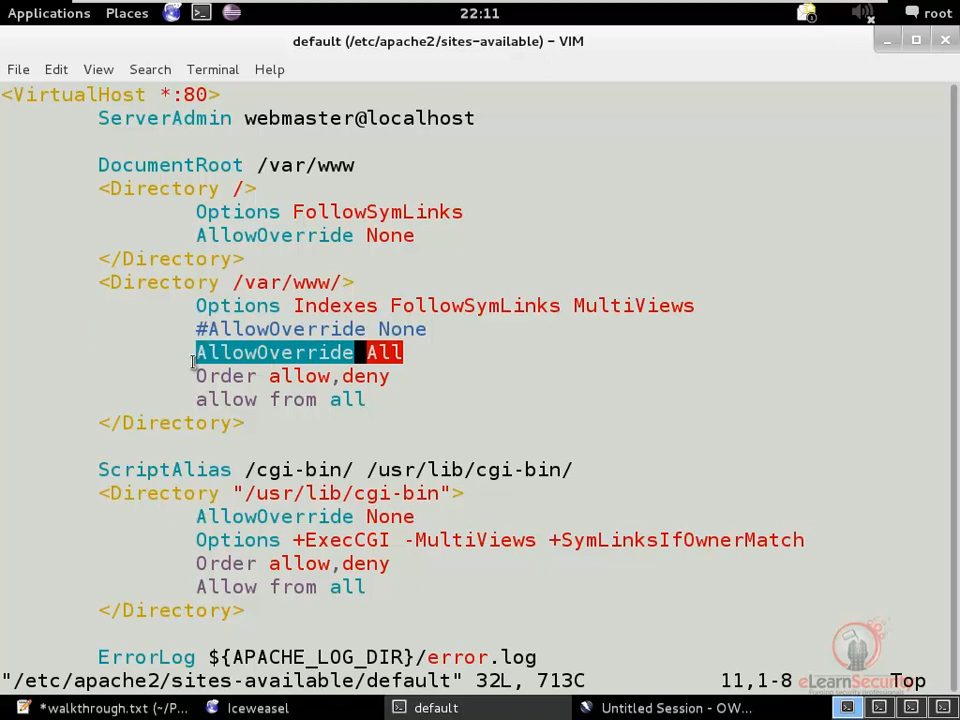 Applications Places 22:11 root
default (/etc/apache2/sites-available) - VIM
File Edit View Search Terminal Help
<VirtualHost *:80>
ServerAdmin webmaster@localhost
DocumentRoot /var/www
<Directory />
Options FollowSymLinks
AllowOverride None
</Directory>
<Directory /var/www/>
Options Indexes FollowSymLinks MultiViews
#AllowOverride None
AllowOverride All
Order allow,deny
allow from all
</Directory>
ScriptAlias /cgi-bin/ /usr/lib/cgi-bin/
<Directory "/usr/lib/cgi-bin">
AllowOverride None
Options +ExecCGI -MultiViews +SymLinksIfOwnerMatch
Order allow,deny
Allow from all
</Directory>
ErrorLog ${APACHE_LOG_DIR}/error.log
"/etc/apache2/sites-available/default" 32L, 713C 11,1-8 Top
eLearnSecurity
*walkthrough.txt (~/P... Iceweasel default Untitled Session - OW...